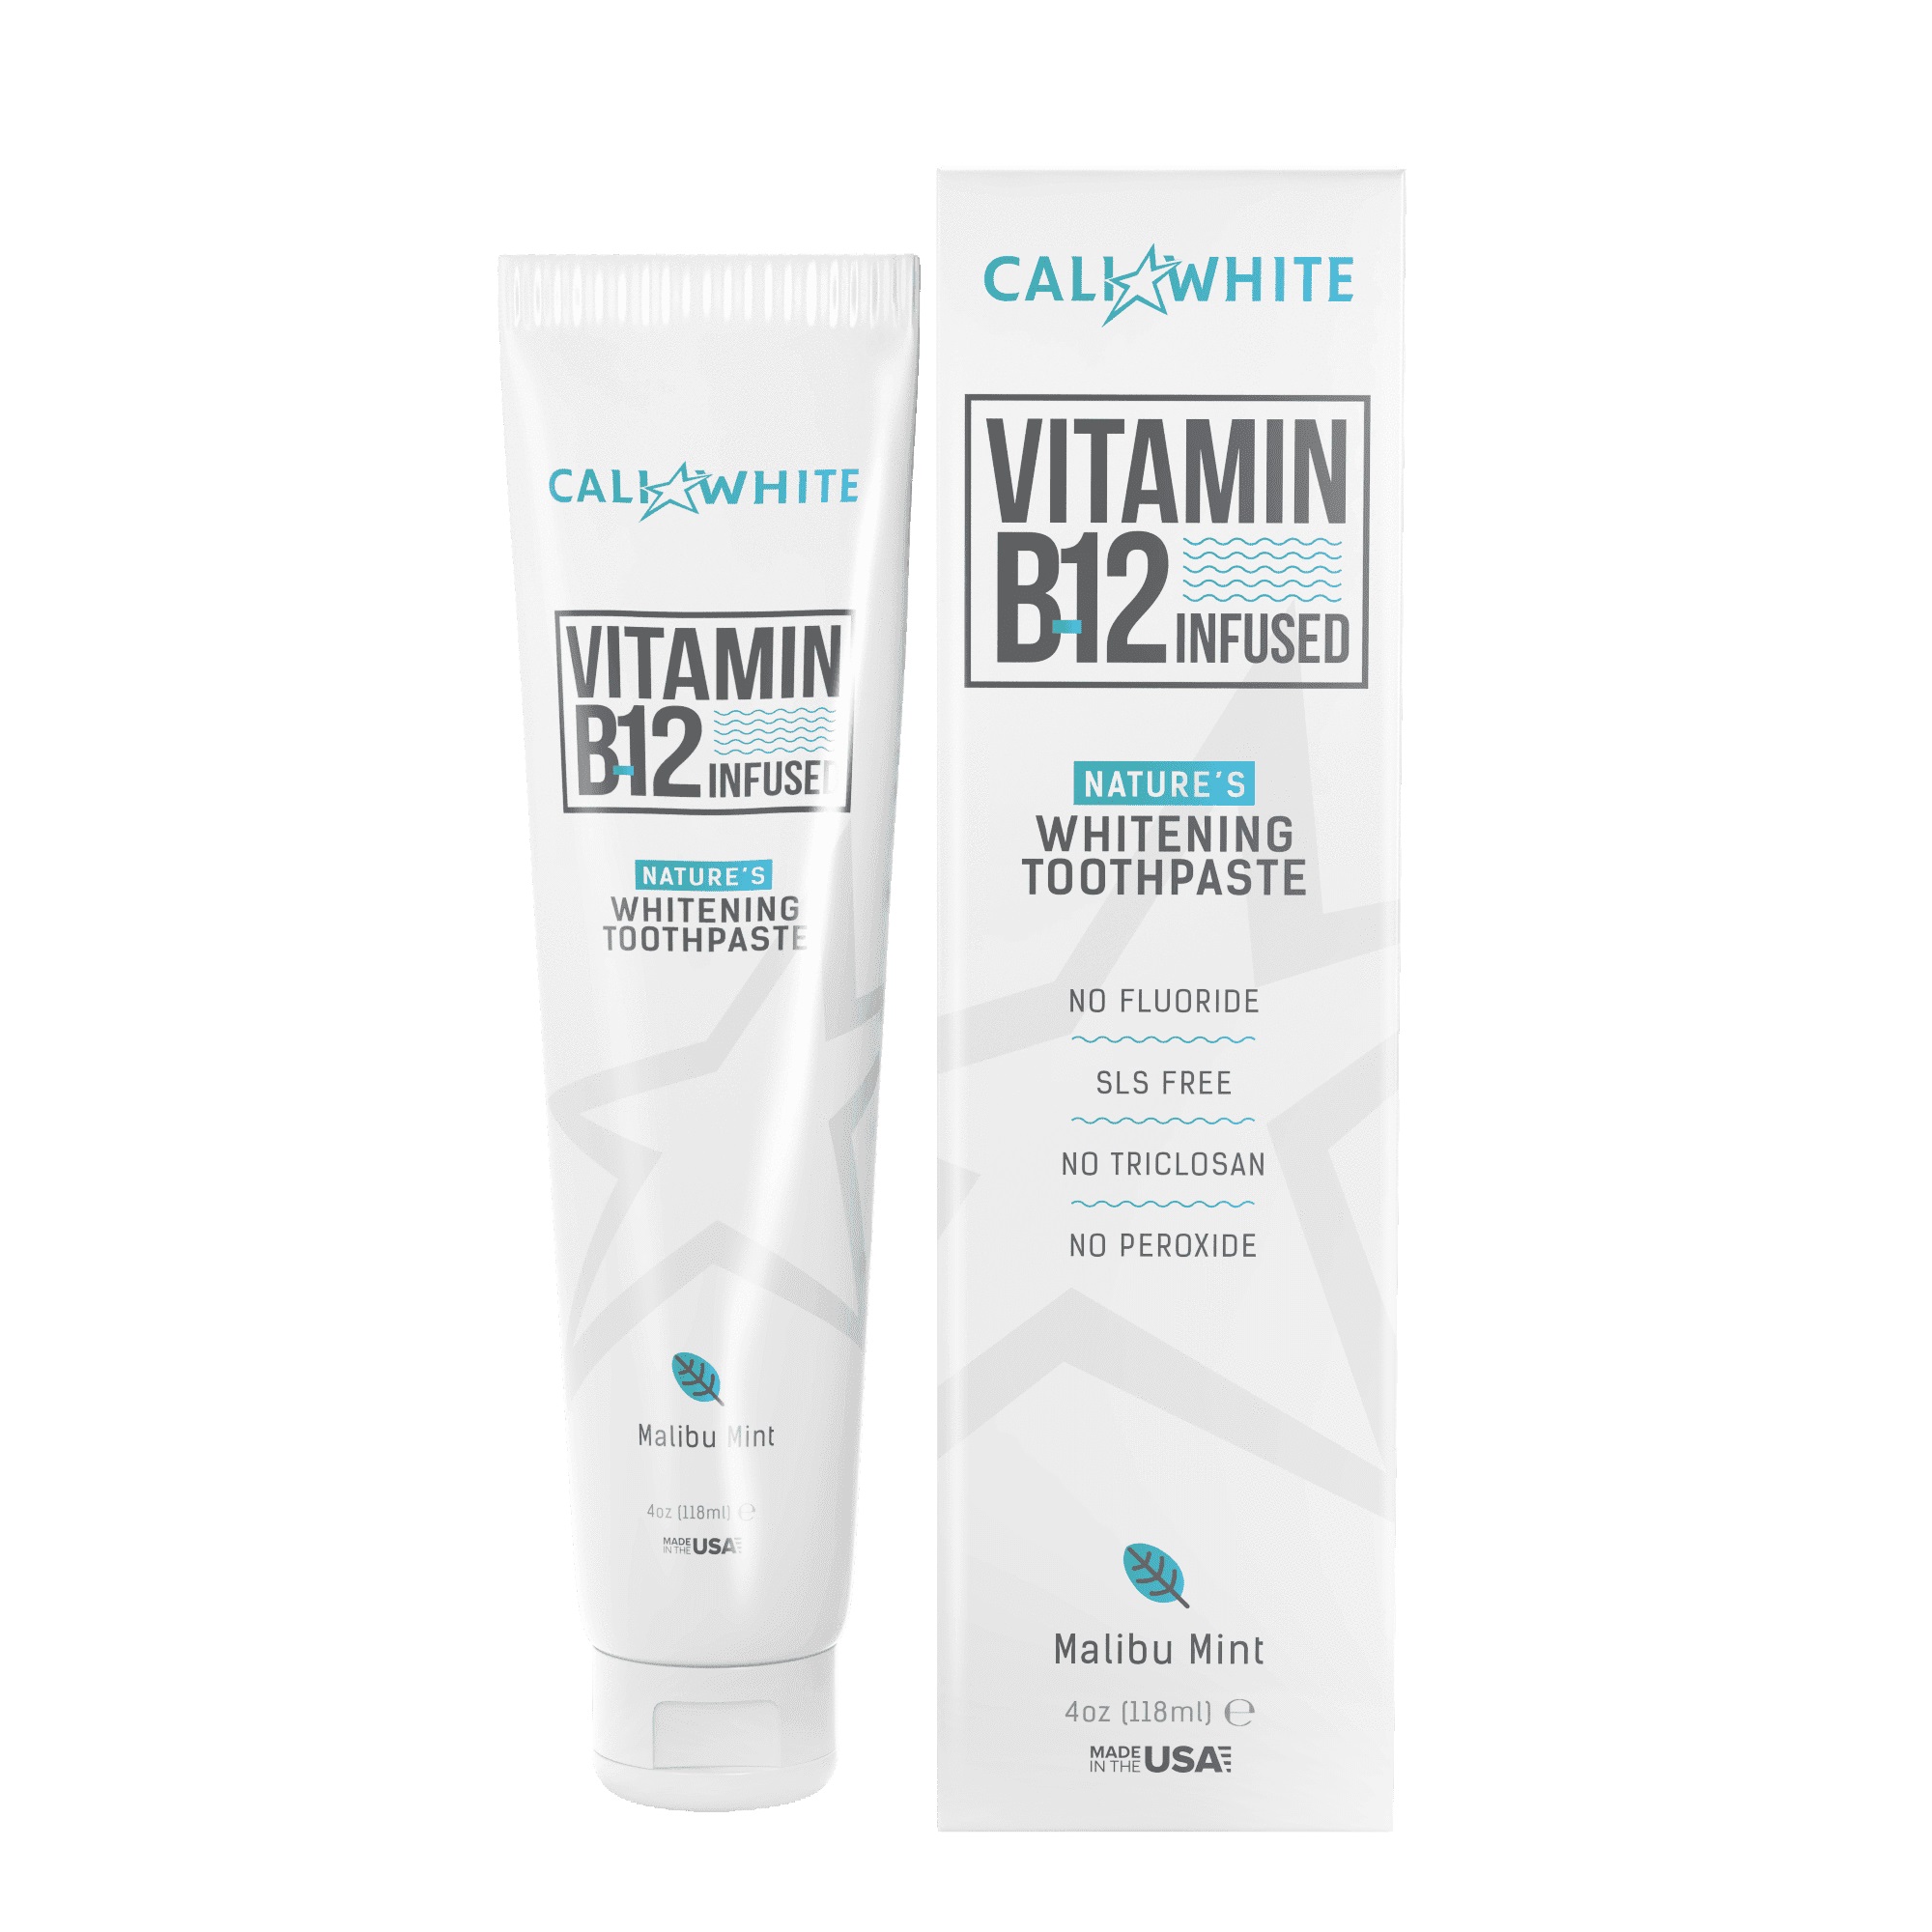 CALI WHITE
VITAMIN
B-12 INFUSED
NATURE'S
WHITENING
TOOTHPASTE
Malibu Mint
4oz (118ml) ℮
MADE
IN THE USA
CALI WHITE
VITAMIN
B-12 INFUSED
NATURE'S
WHITENING
TOOTHPASTE
NO FLUORIDE
SLS FREE
NO TRICLOSAN
NO PEROXIDE
Malibu Mint
4oz (118ml) ℮
MADE
IN THE USA